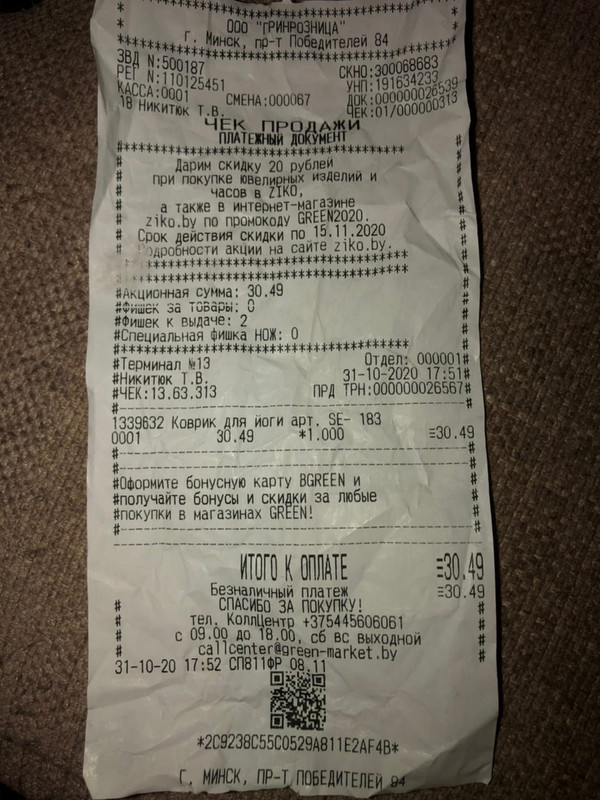 ****************************
ООО "ГРИНРОЗНИЦА"
г. Минск, пр-т Победителей 84
****************************
ЗВД N:500187 СКНО:300068683
РЕГ N:110125451 УНП:191634233
КАССА:0001 СМЕНА:000067 ДОК:000000026539
18 Никитюк Т.В. ЧЕК:01/000000313
ЧЕК ПРОДАЖИ
ПЛАТЕЖНЫЙ ДОКУМЕНТ
#************************************#
# Дарим скидку 20 рублей #
# при покупке ювелирных изделий и #
# часов в ZIKO, #
# а также в интернет-магазине #
# ziko.by по промокоду GREEN2020. #
# Срок действия скидки по 15.11.2020 #
# Подробности акции на сайте ziko.by. #
#************************************#
#************************************#
#Акционная сумма: 30.49 #
#Фишек за товары: 0 #
#Фишек к выдаче: 2 #
#Специальная фишка НОЖ: 0 #
#************************************#
#Терминал №13 Отдел: 000001#
#Никитюк Т.В. 31-10-2020 17:51#
#ЧЕК:13.63.313 ПРД ТРН:000000026567#
#--------------------------------------#
1339632 Коврик для йоги арт. SE- 183
0001 30.49 *1.000 =30.49
#--------------------------------------#
#--------------------------------------#
#Оформите бонусную карту BGREEN и #
#получайте бонусы и скидки за любые #
#покупки в магазинах GREEN! #
#--------------------------------------#
----------------------------------------
ИТОГО К ОПЛАТЕ =30.49
Безналичный платеж =30.49
# СПАСИБО ЗА ПОКУПКУ! #
# тел. КоллЦентр +375445606061 #
# с 09.00 до 18.00, сб вс выходной #
# callcenter@green-market.by #
31-10-20 17:52 СП811ФР 08.11
*2C9238C55C0529A811E2AF4B*
Г. МИНСК, ПР-Т ПОБЕДИТЕЛЕЙ 84